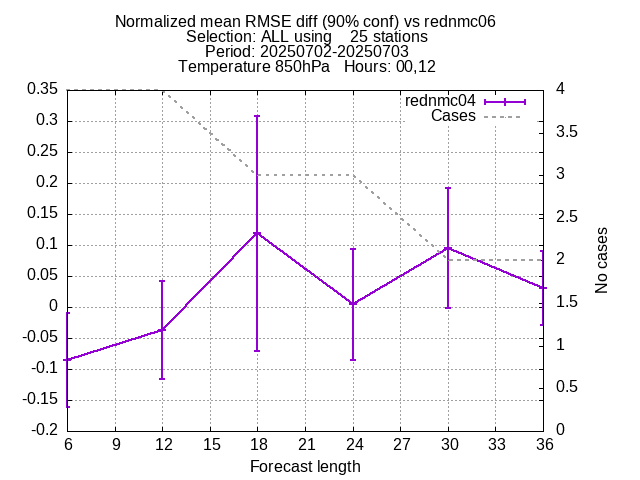 Normalized mean RMSE diff (90% conf) vs rednmc06
Selection: ALL using    25 stations
Period: 20250702-20250703
Temperature 850hPa   Hours: 00,12
rednmc04
Cases
0.35
0.3
0.25
0.2
0.15
0.1
0.05
0
-0.05
-0.1
-0.15
-0.2
4
3.5
3
2.5
2
1.5
1
0.5
0
No cases
6 9 12 15 18 21 24 27 30 33 36
Forecast length